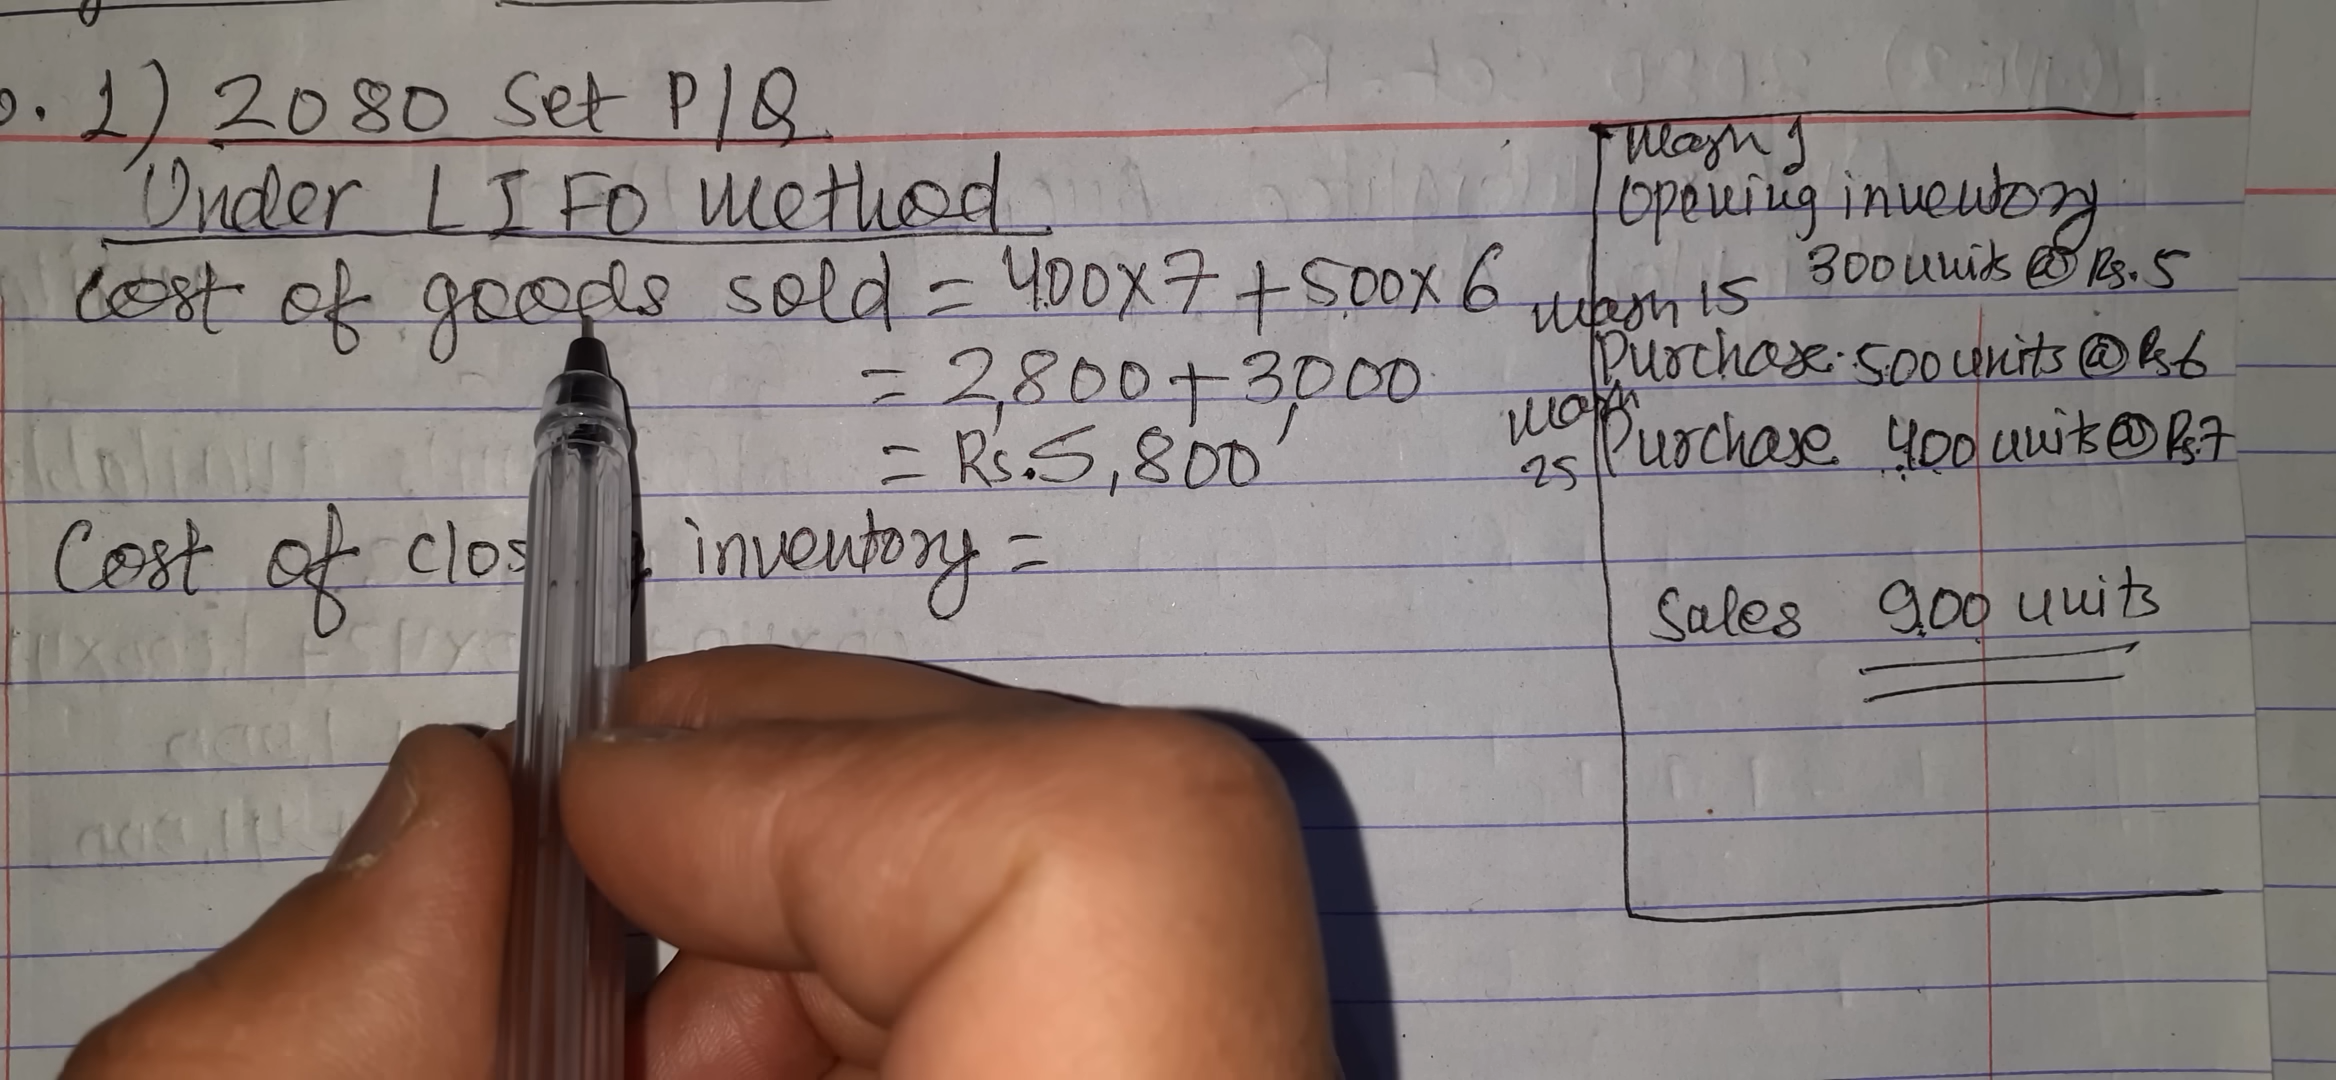 1) 2080 Set P/Q
Under LIFO method
Cost of goods sold = 400×7 + 500×6
= 2,800 + 3,000
= Rs. 5,800
Cost of clos inventory =
Opening inventory
300 units @ Rs. 5
15
Purchase 500 units @ Rs 6
25
Purchase 400 units @ Rs. 7
Sales 900 units